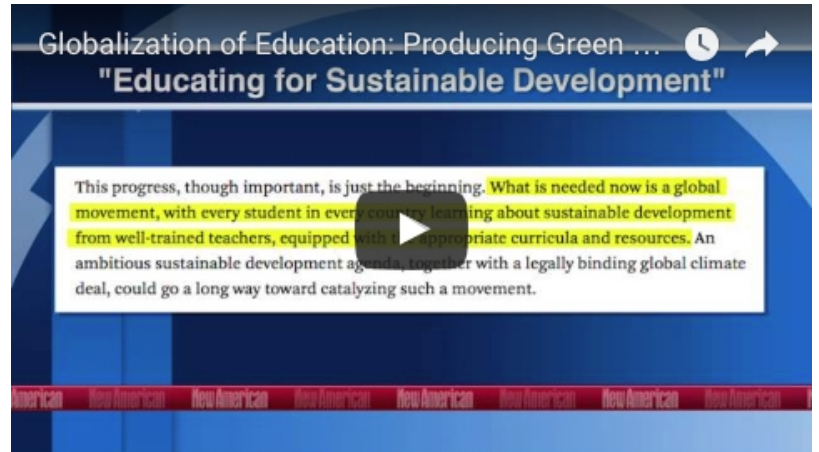 Globalization of Education: Producing Green ...
"Educating for Sustainable Development"
This progress, though important, is just the beginning. What is needed now is a global
movement, with every student in every country learning about sustainable development
from well-trained teachers, equipped with the appropriate curricula and resources. An
ambitious sustainable development agenda, together with a legally binding global climate
deal, could go a long way toward catalyzing such a movement.
American New American New American New American New American New American New American New American